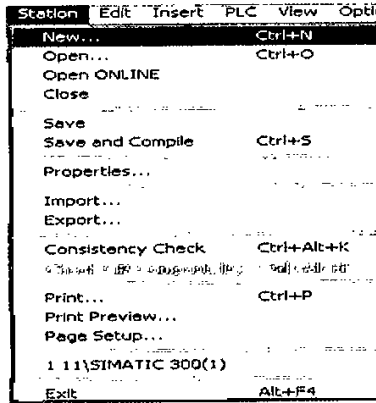 Station Edit Insert PLC View Opti
New... Ctrl+N
Open... Ctrl+O
Open ONLINE
Close
Save
Save and Compile Ctrl+S
Properties...
Import...
Export...
Consistency Check Ctrl+Alt+K
Print... Ctrl+P
Print Preview...
Page Setup...
1 11\SIMATIC 300(1)
Exit Alt+F4